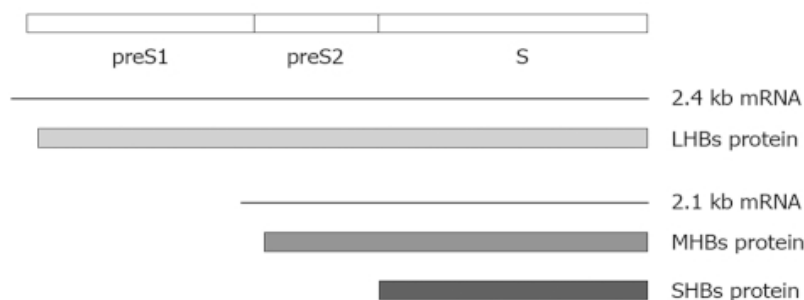 preS1 preS2 S
2.4 kb mRNA
LHBs protein
2.1 kb mRNA
MHBs protein
SHBs protein